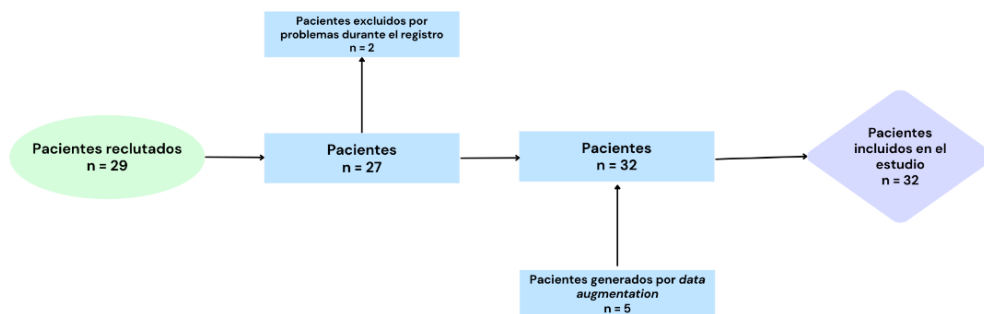 Pacientes excluidos por
problemas durante el registro
n = 2
Pacientes reclutados
n = 29
Pacientes
n = 27
Pacientes
n = 32
Pacientes
incluidos en el
estudio
n = 32
Pacientes generados por data
augmentation
n = 5